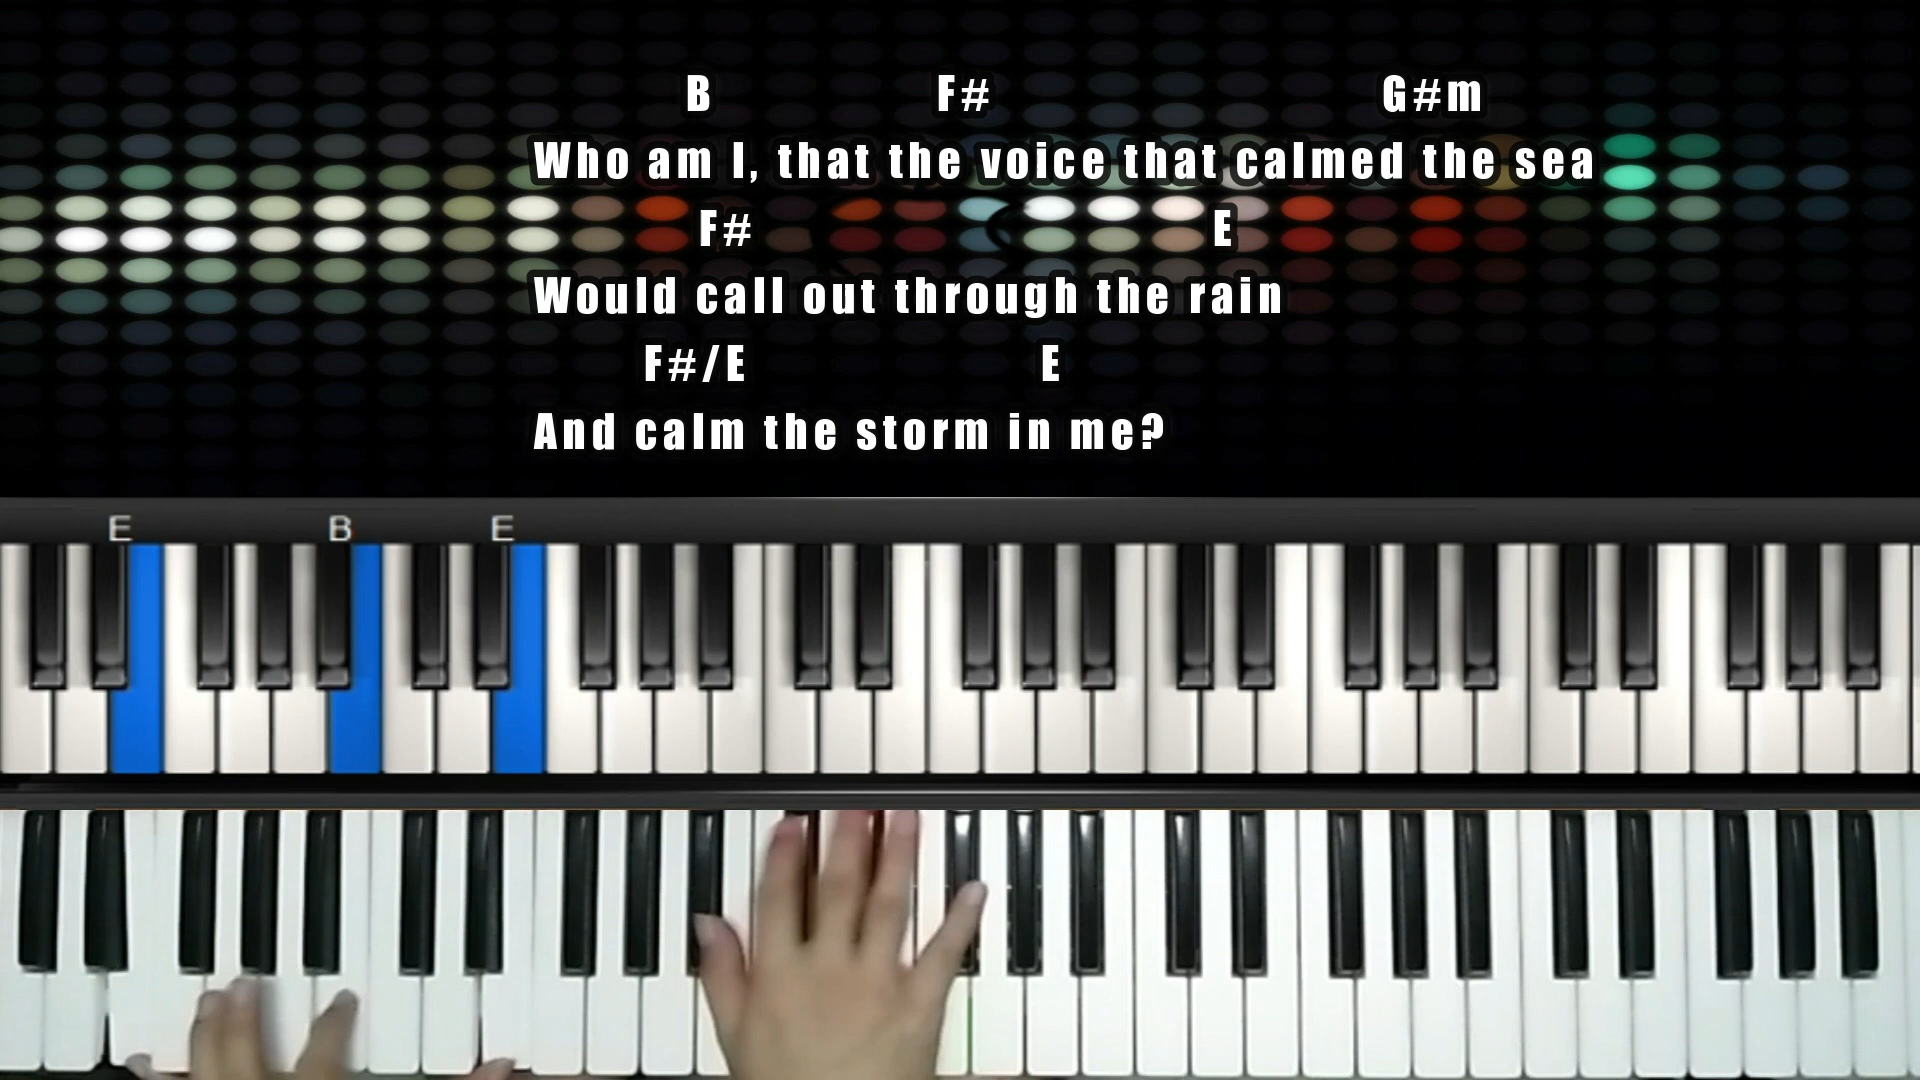 B F# G#m
Who am I, that the voice that calmed the sea
F# E
Would call out through the rain
F#/E E
And calm the storm in me?
E B E